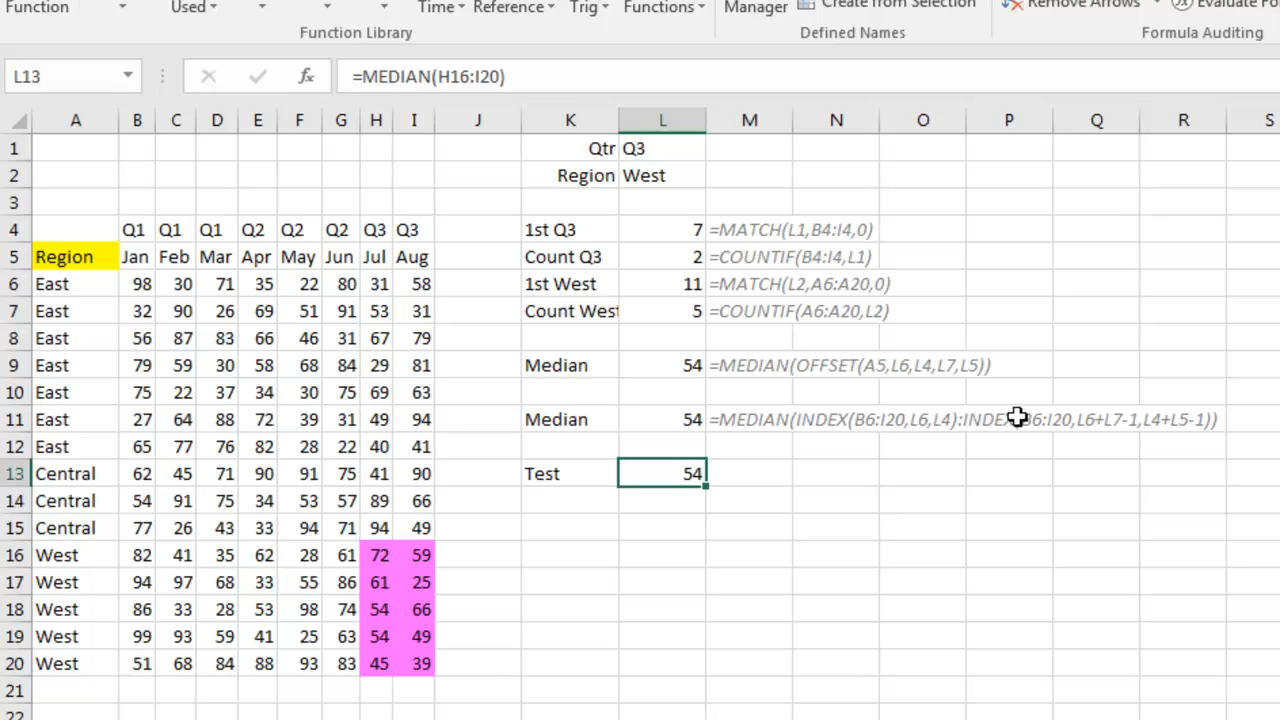 Function Used Time Reference Trig Functions Manager Create from Selection Remove Arrows Evaluate Fo
Function Library Defined Names Formula Auditing
L13 fx =MEDIAN(H16:I20)
A B C D E F G H I J K L M N O P Q R S
1 Qtr Q3
2 Region West
3
4 Q1 Q1 Q1 Q2 Q2 Q2 Q3 Q3 1st Q3 7 =MATCH(L1,B4:I4,0)
5 Region Jan Feb Mar Apr May Jun Jul Aug Count Q3 2 =COUNTIF(B4:I4,L1)
6 East 98 30 71 35 22 80 31 58 1st West 11 =MATCH(L2,A6:A20,0)
7 East 32 90 26 69 51 91 53 31 Count West 5 =COUNTIF(A6:A20,L2)
8 East 56 87 83 66 46 31 67 79
9 East 79 59 30 58 68 84 29 81 Median 54 =MEDIAN(OFFSET(A5,L6,L4,L7,L5))
10 East 75 22 37 34 30 75 69 63
11 East 27 64 88 72 39 31 49 94 Median 54 =MEDIAN(INDEX(B6:I20,L6,L4):INDEX(B6:I20,L6+L7-1,L4+L5-1))
12 East 65 77 76 82 28 22 40 41
13 Central 62 45 71 90 91 75 41 90 Test 54
14 Central 54 91 75 34 53 57 89 66
15 Central 77 26 43 33 94 71 94 49
16 West 82 41 35 62 28 61 72 59
17 West 94 97 68 33 55 86 61 25
18 West 86 33 28 53 98 74 54 66
19 West 99 93 59 41 25 63 54 49
20 West 51 68 84 88 93 83 45 39
21
22